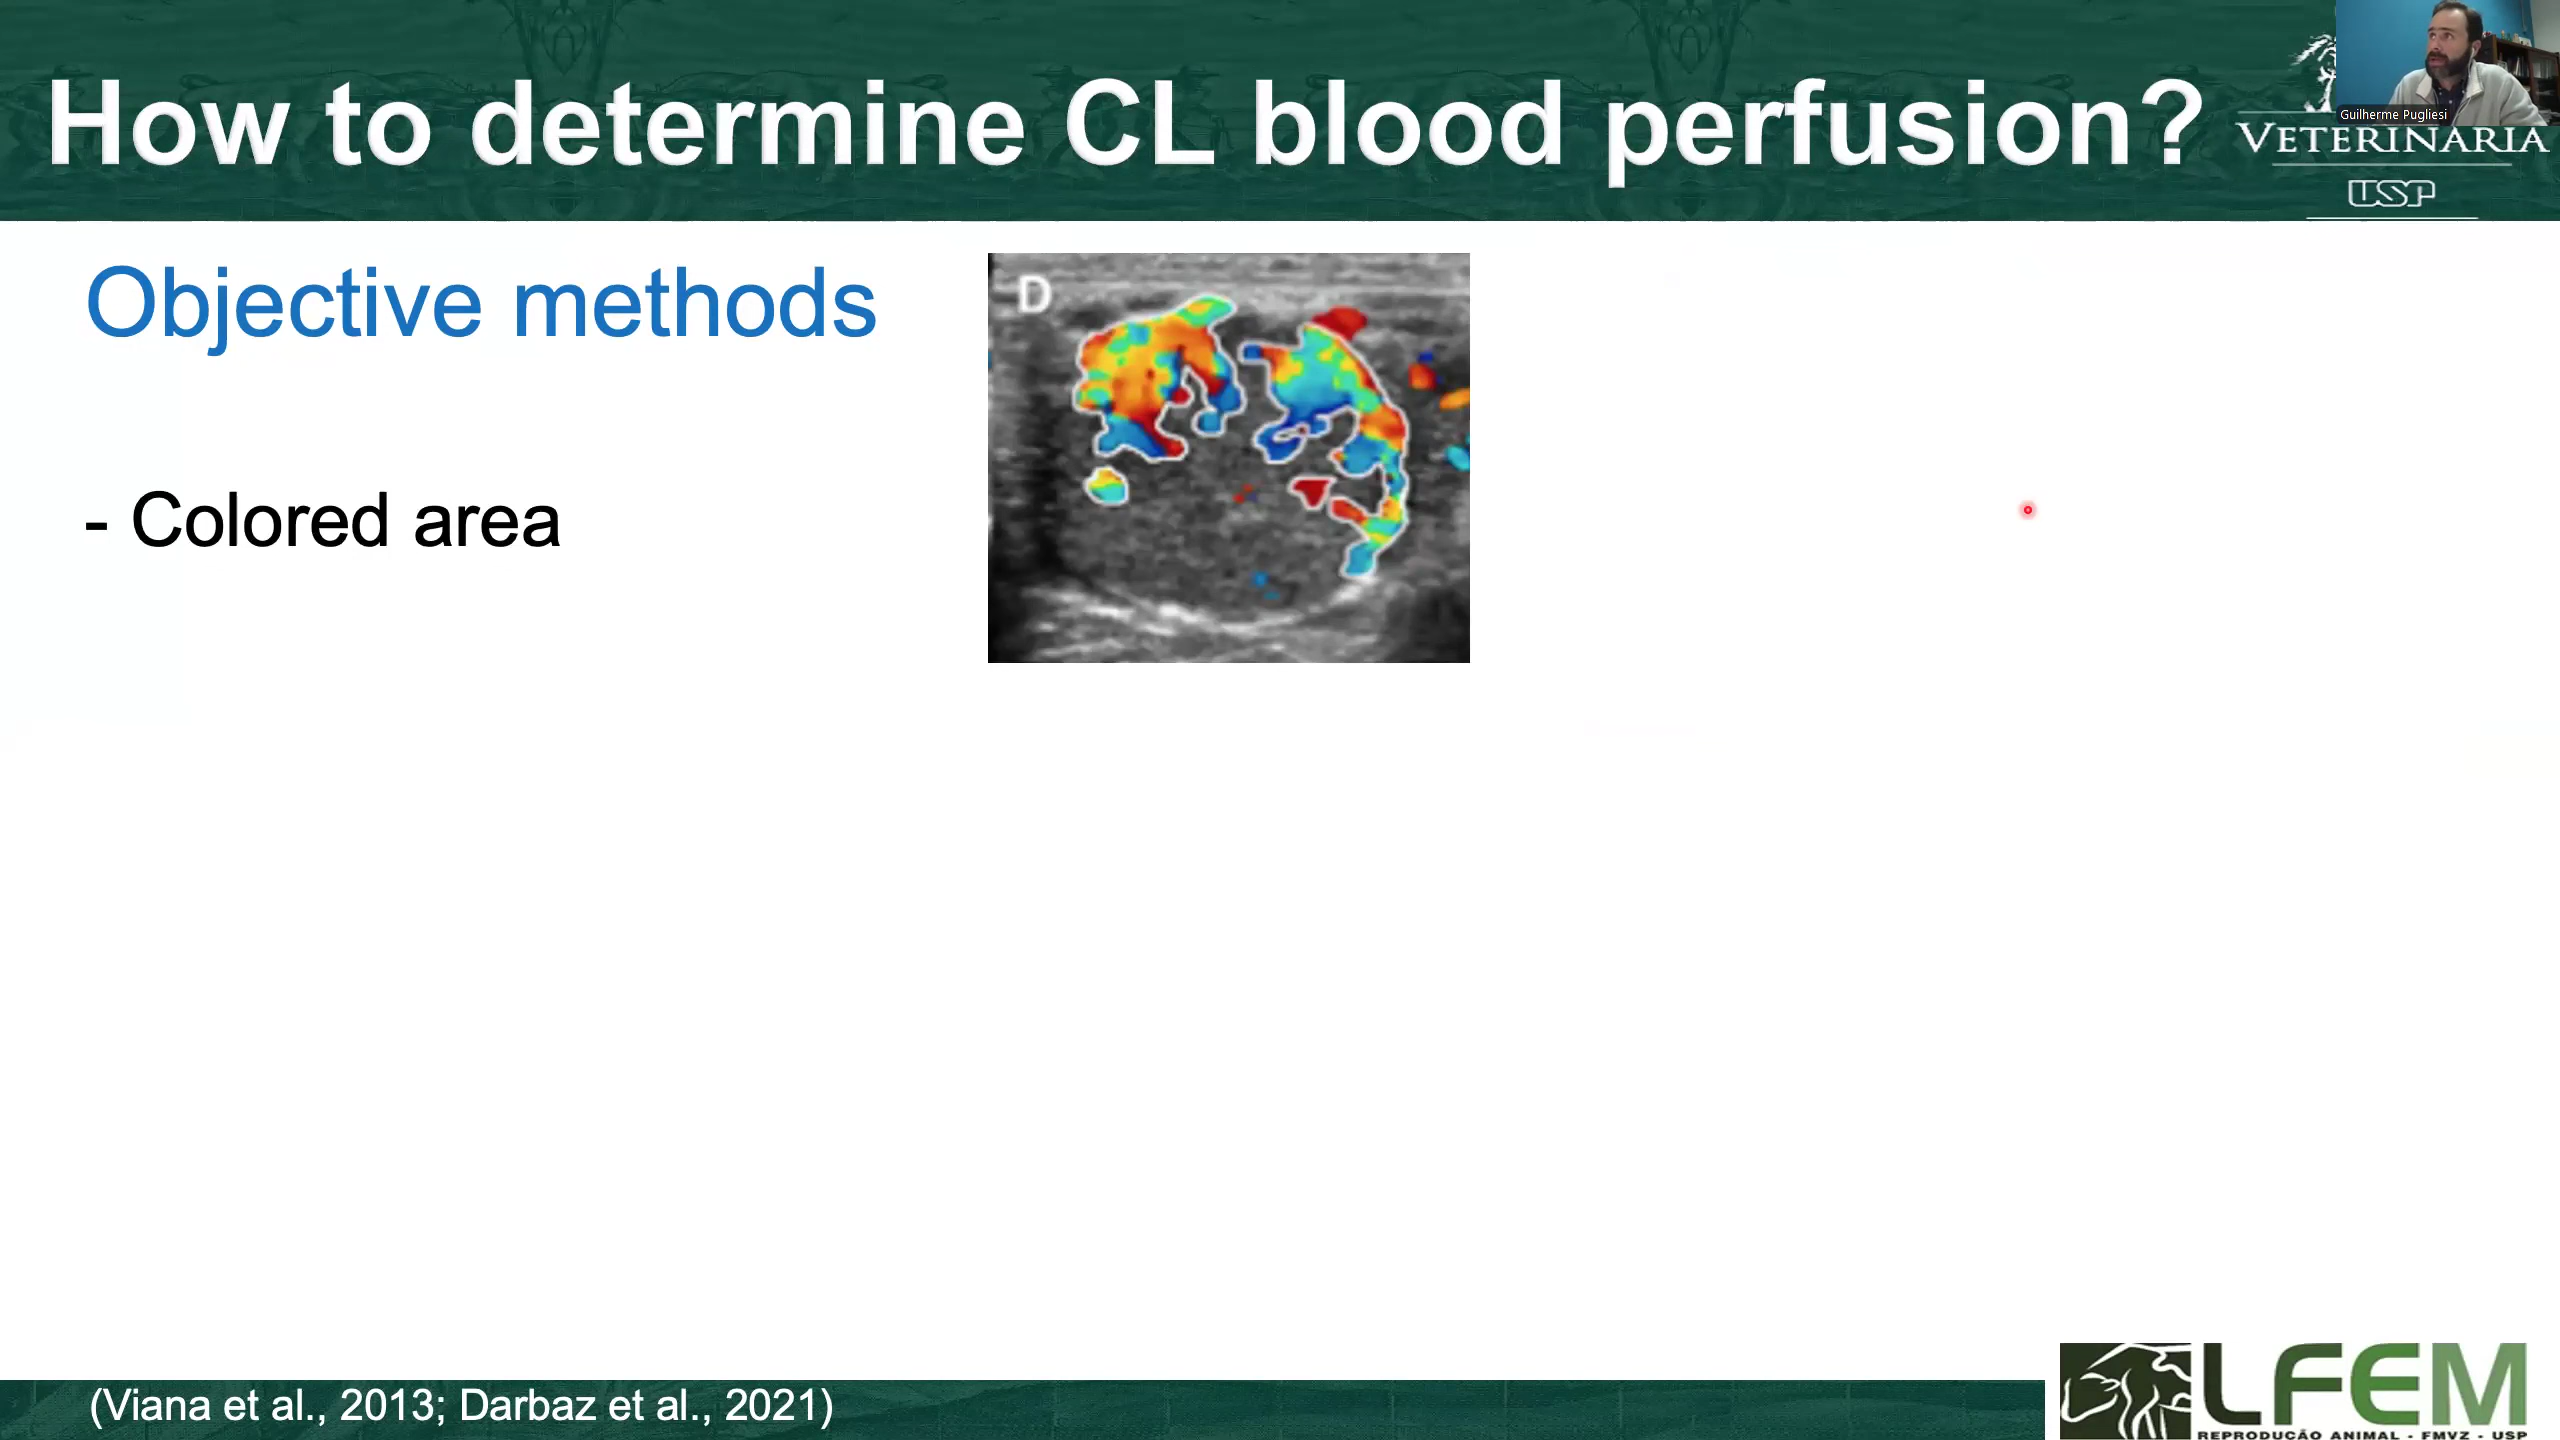 How to determine CL blood perfusion?
Guilherme Pugliesi
VETERINARIA
USP
Objective methods
D
- Colored area
(Viana et al., 2013; Darbaz et al., 2021)
LFEM
REPRODUÇÃO ANIMAL - FMVZ - USP